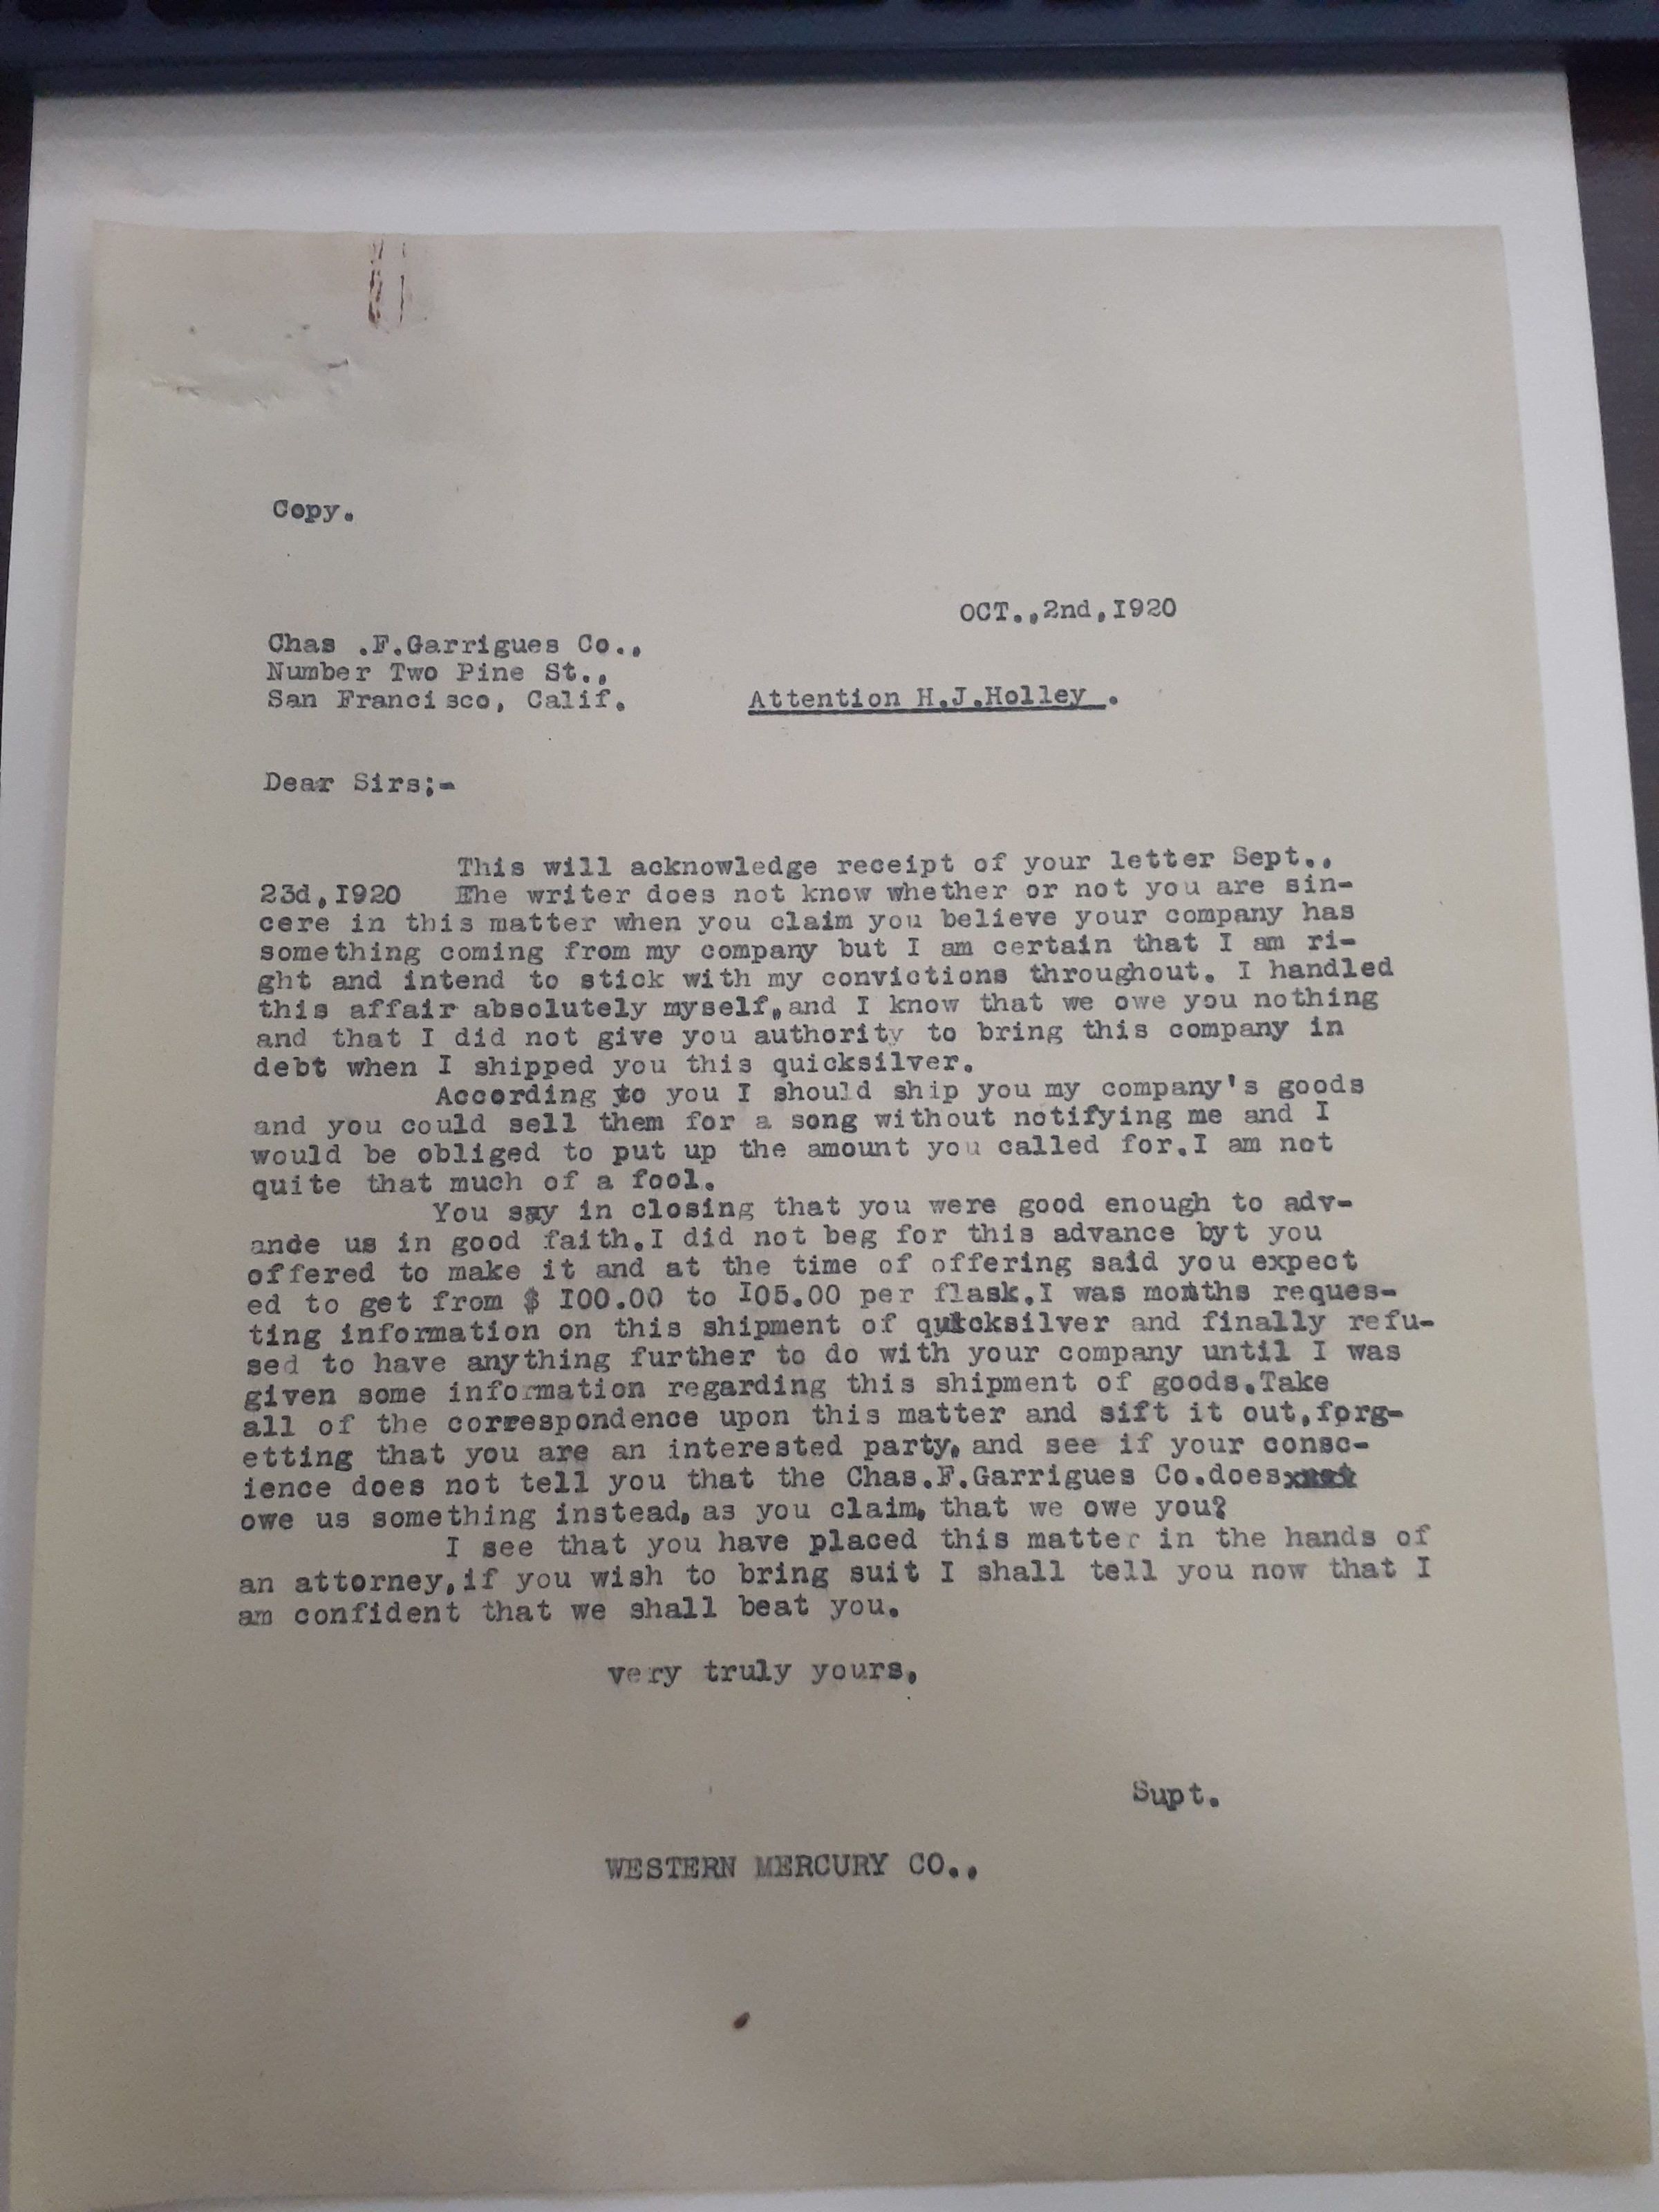 Copy.
OCT.,2nd,I920
Chas .F.Garrigues Co.,
Number Two Pine St.,
San Francisco, Calif.
Attention H.J.Holley .
Dear Sirs;-
This will acknowledge receipt of your letter Sept.,
23d,I920 The writer does not know whether or not you are sin-
cere in this matter when you claim you believe your company has
something coming from my company but I am certain that I am ri-
ght and intend to stick with my convictions throughout. I handled
this affair absolutely myself,and I know that we owe you nothing
and that I did not give you authority to bring this company in
debt when I shipped you this quicksilver.
According to you I should ship you my company's goods
and you could sell them for a song without notifying me and I
would be obliged to put up the amount you called for.I am not
quite that much of a fool.
You say in closing that you were good enough to adv-
ande us in good faith.I did not beg for this advance byt you
offered to make it and at the time of offering said you expect
ed to get from $ I00.00 to I05.00 per flask.I was months reques-
ting information on this shipment of quicksilver and finally refu-
sed to have anything further to do with your company until I was
given some information regarding this shipment of goods.Take
all of the correspondence upon this matter and sift it out,forg-
etting that you are an interested party, and see if your consc-
ience does not tell you that the Chas.F.Garrigues Co.does
owe us something instead, as you claim, that we owe you?
I see that you have placed this matter in the hands of
an attorney,if you wish to bring suit I shall tell you now that I
am confident that we shall beat you.
very truly yours,
Supt.
WESTERN MERCURY CO.,